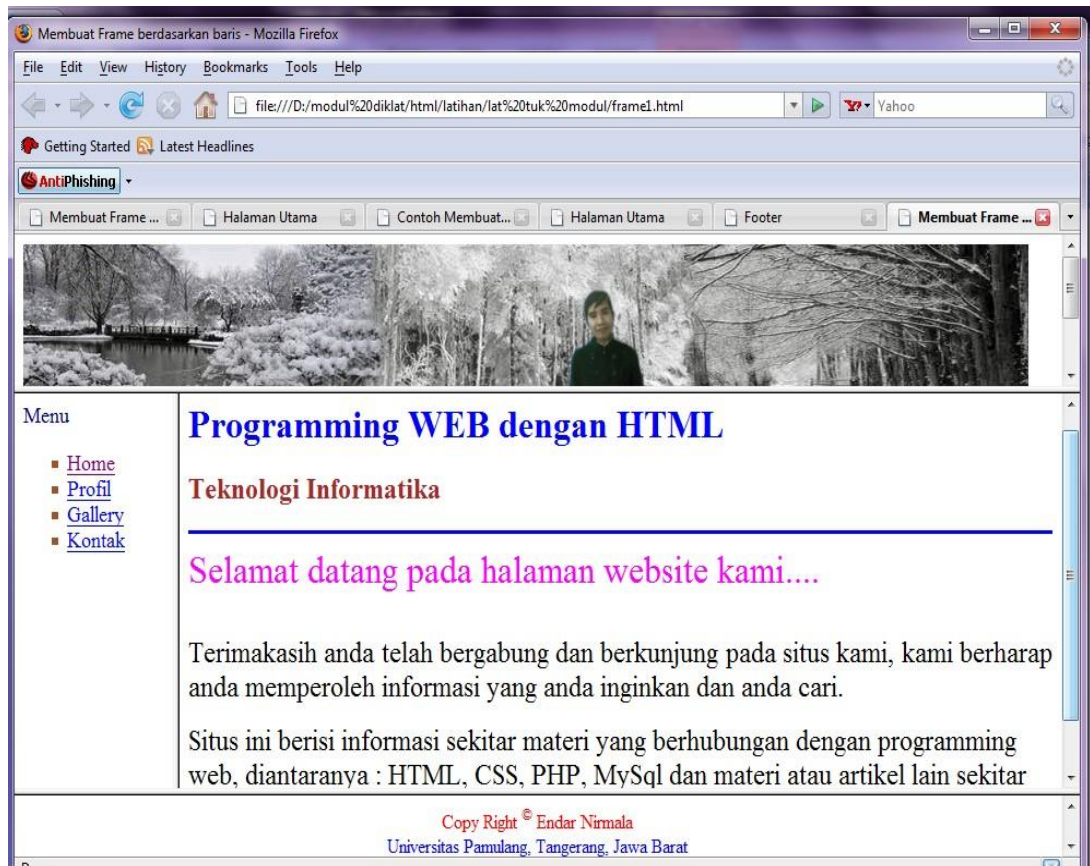 Membuat Frame berdasarkan baris - Mozilla Firefox
File Edit View History Bookmarks Tools Help
file:///D:/modul%20diklat/html/latihan/lat%20tuk%20modul/frame1.html
Yahoo
Getting Started Latest Headlines
AntiPhishing
Membuat Frame ... Halaman Utama Contoh Membuat... Halaman Utama Footer Membuat Frame ...
Menu
Home
Profil
Gallery
Kontak
Programming WEB dengan HTML
Teknologi Informatika
Selamat datang pada halaman website kami....
Terimakasih anda telah bergabung dan berkunjung pada situs kami, kami berharap
anda memperoleh informasi yang anda inginkan dan anda cari.
Situs ini berisi informasi sekitar materi yang berhubungan dengan programming
web, diantaranya : HTML, CSS, PHP, MySql dan materi atau artikel lain sekitar
Copy Right © Endar Nirmala
Universitas Pamulang, Tangerang, Jawa Barat